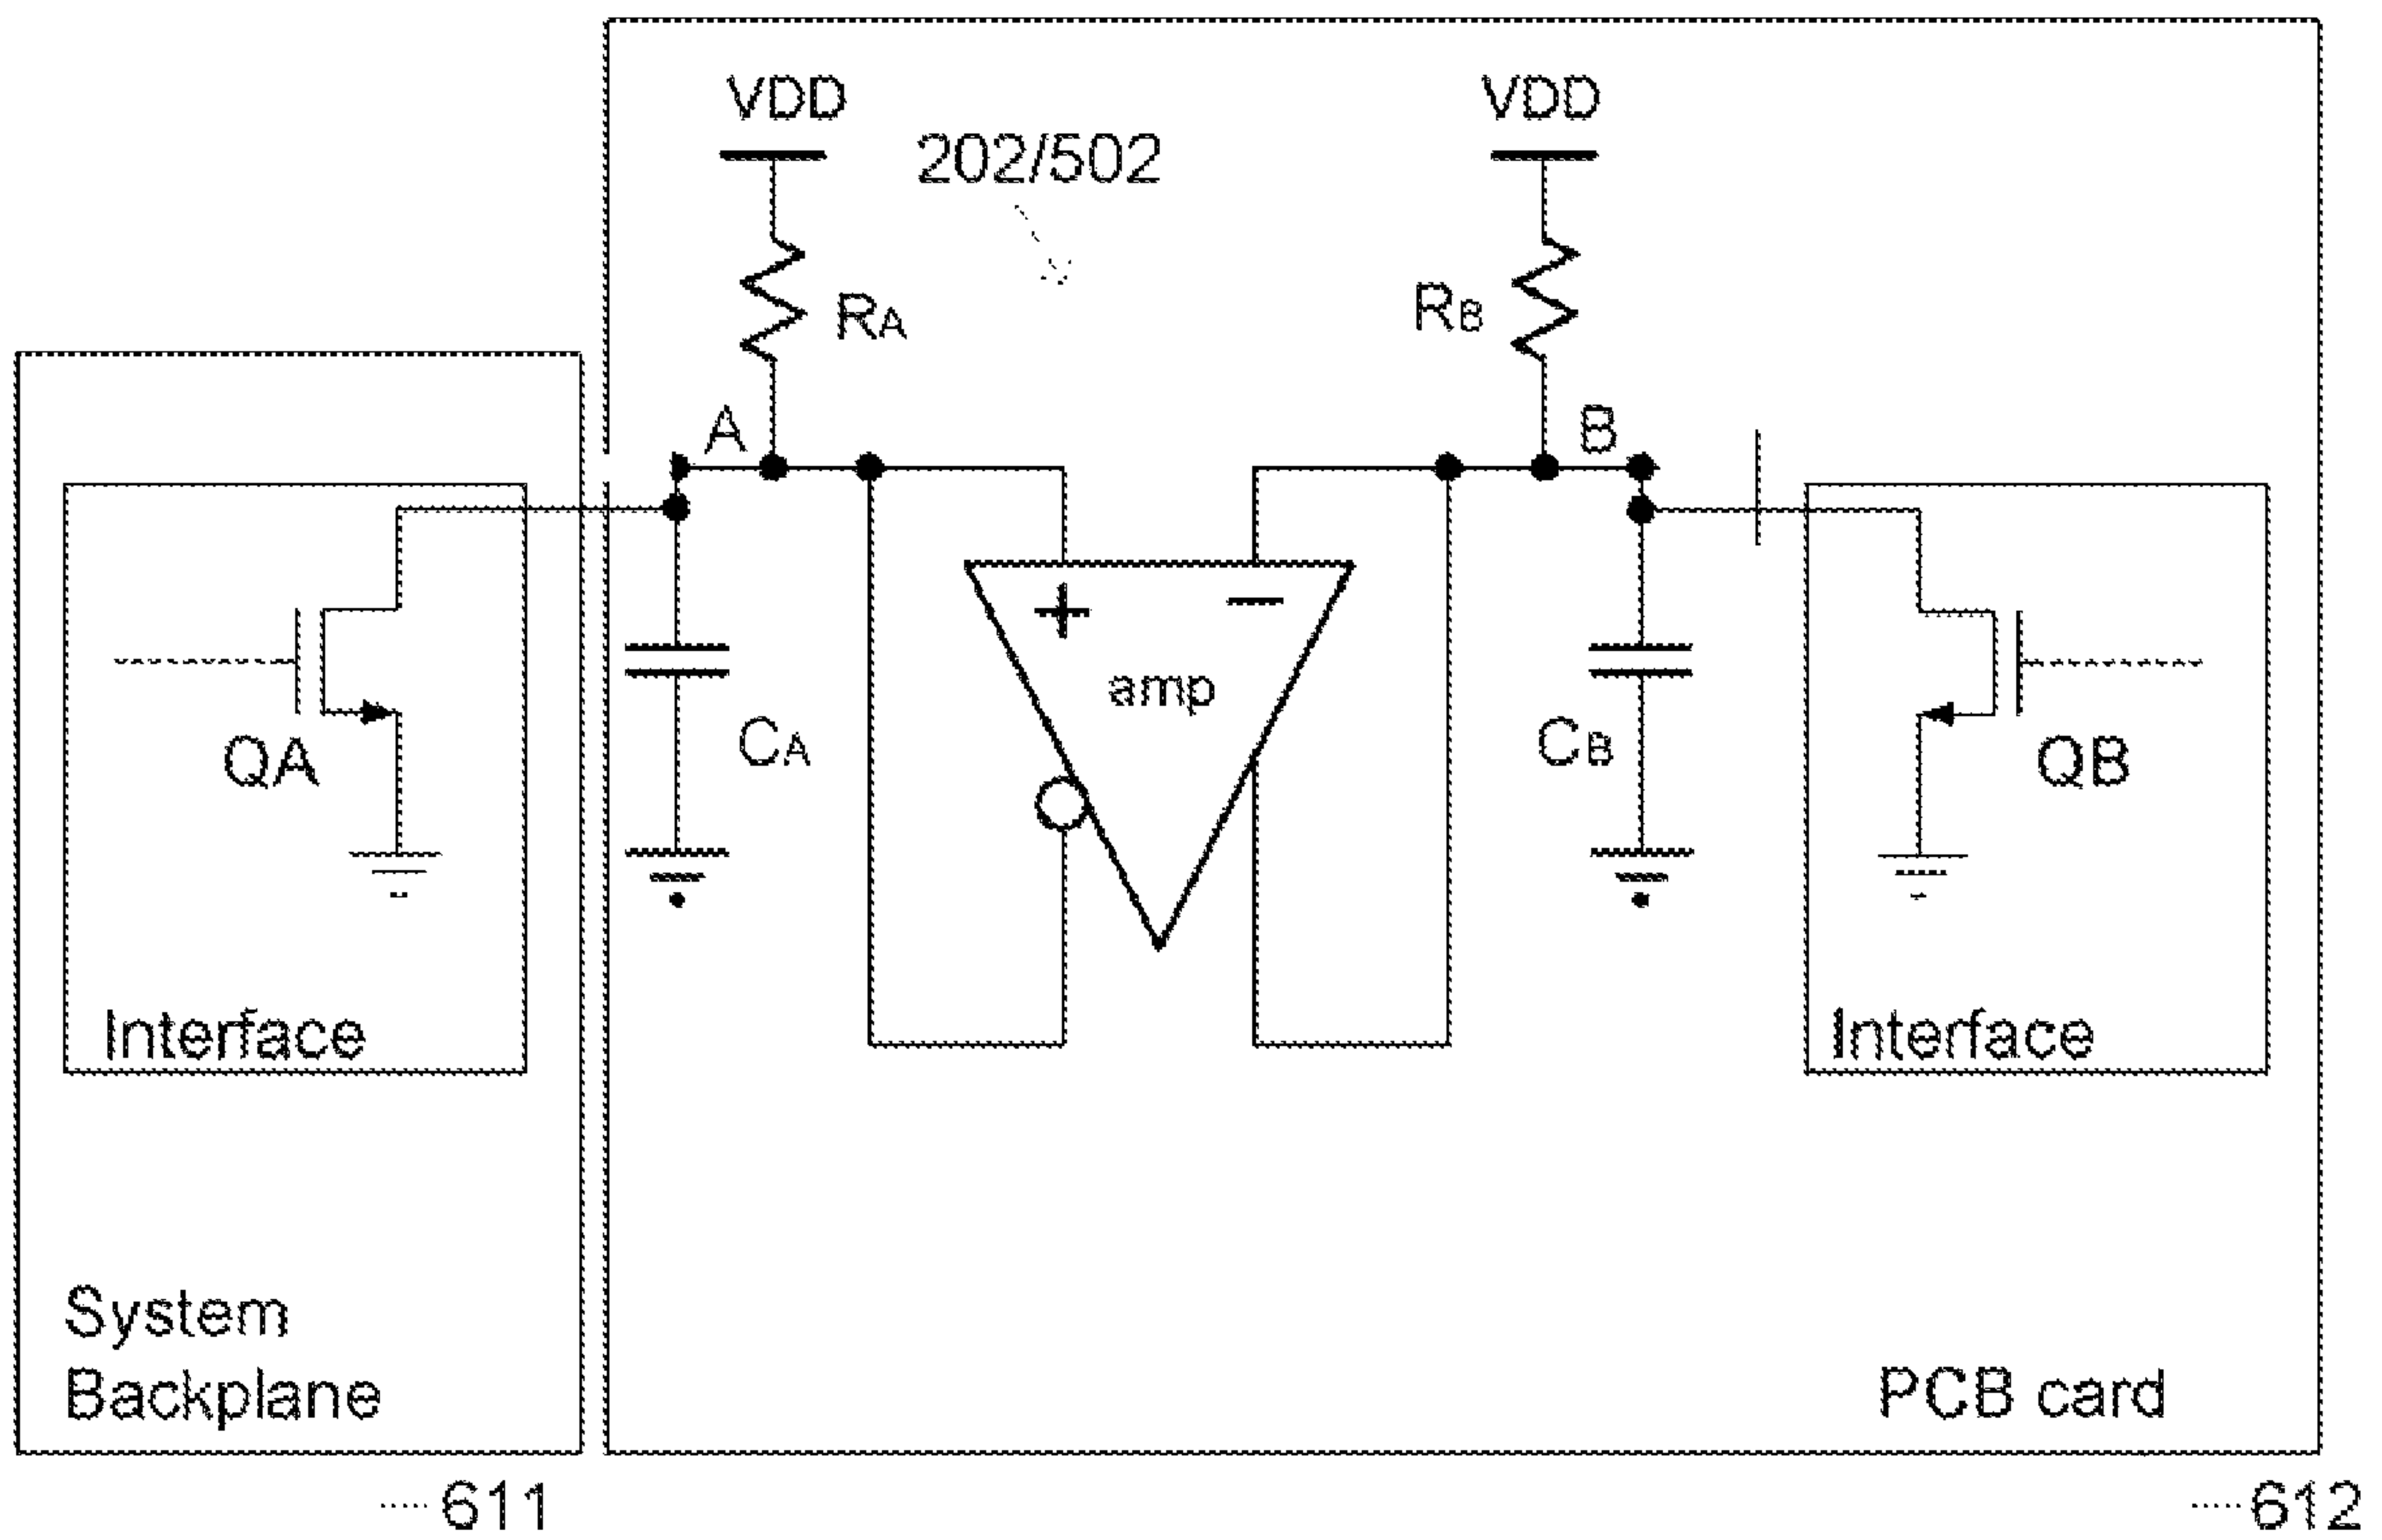 VDD
VDD
202/502
RA
RB
A
B
+
−
amp
QA
CA
CB
QB
Interface
Interface
System
Backplane
PCB card
611
612